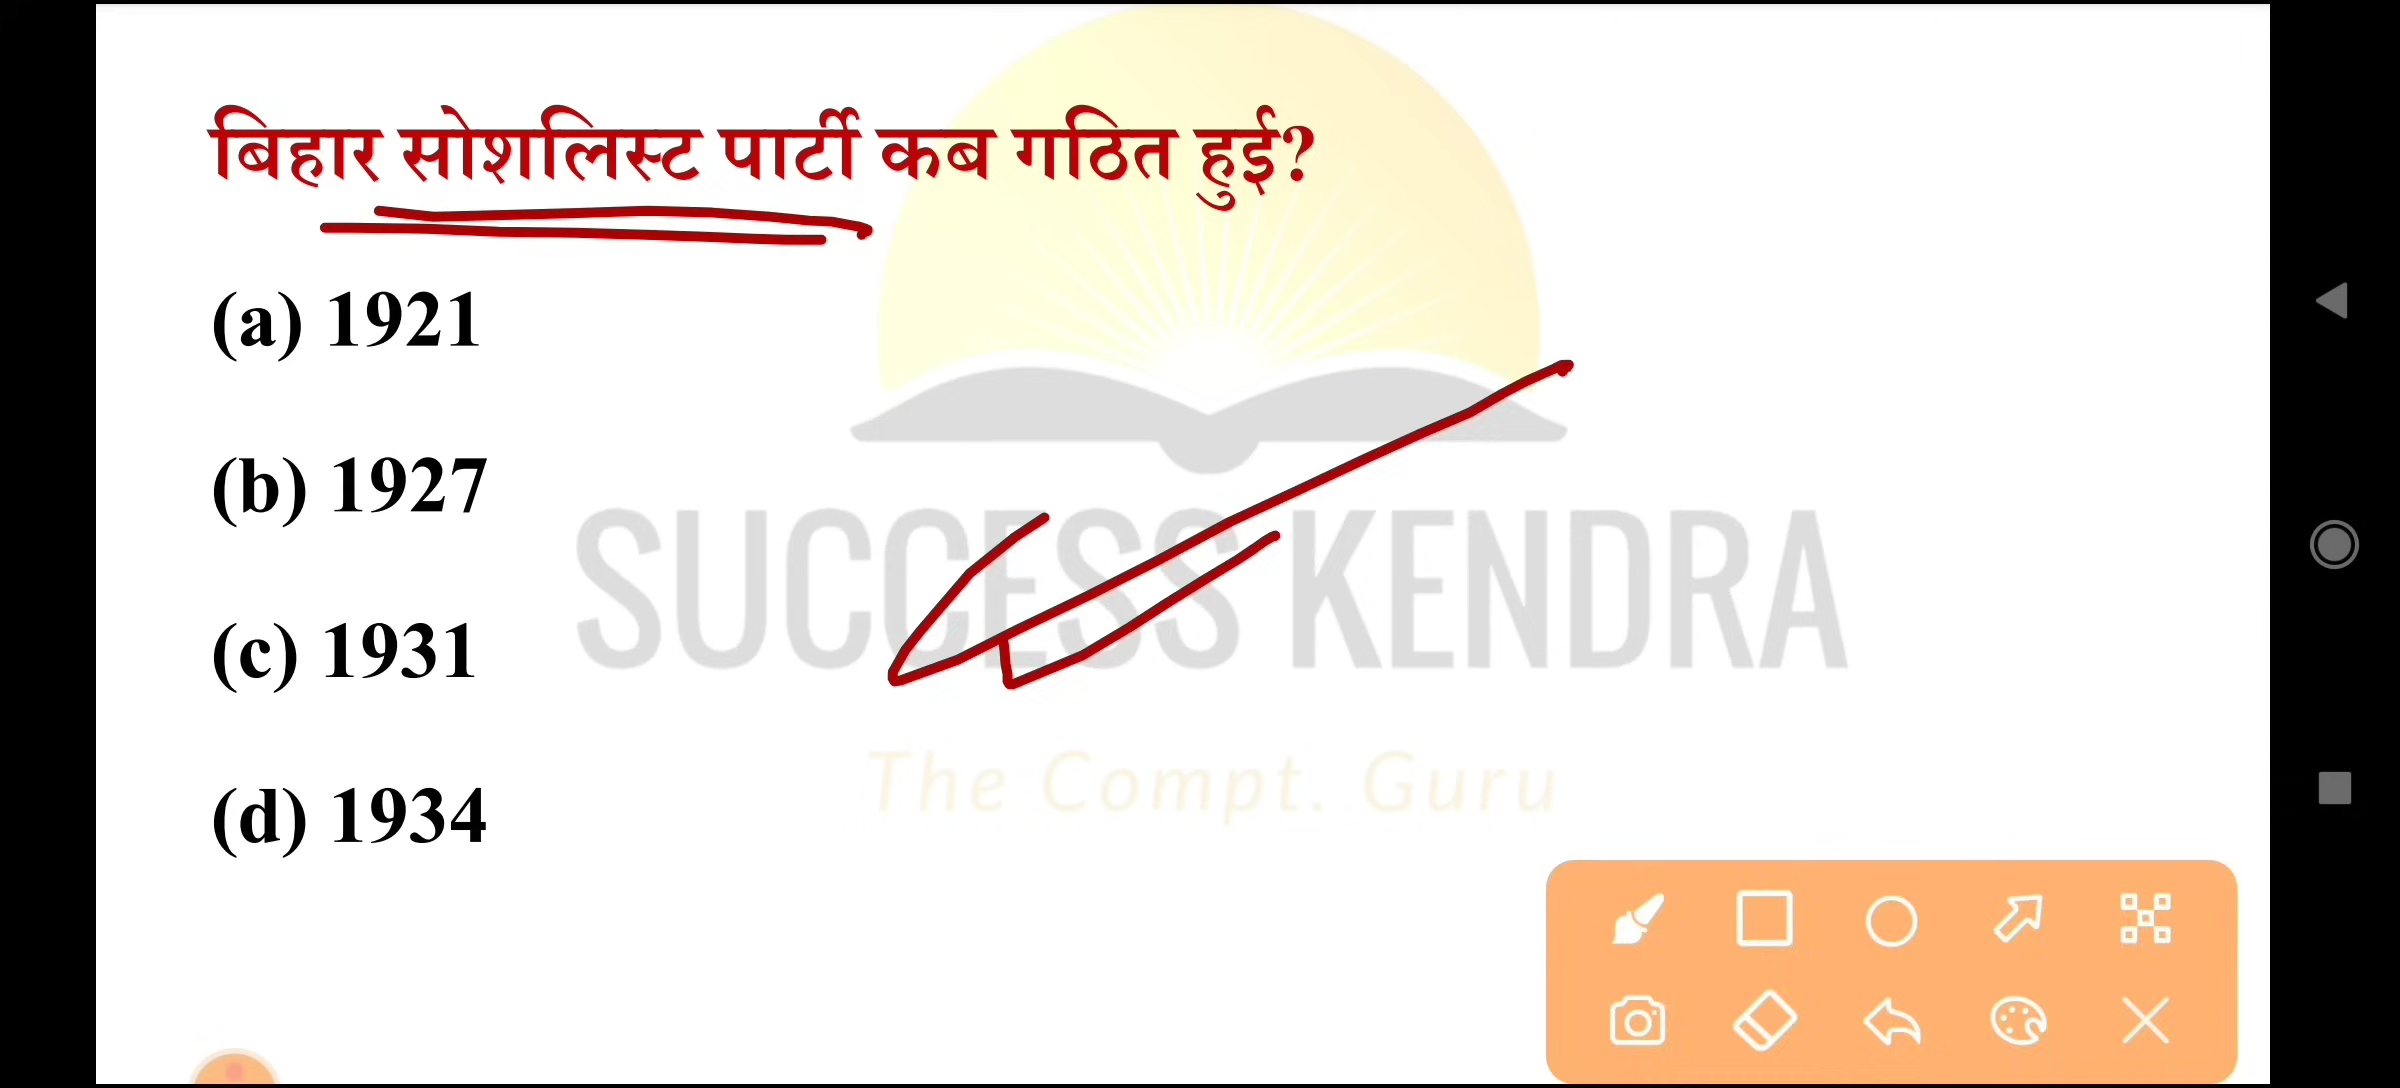 बिहार सोशलिस्ट पार्टी कब गठित हुई?
(a) 1921
(b) 1927
(c) 1931
(d) 1934
SUCCESS KENDRA
The Compt. Guru